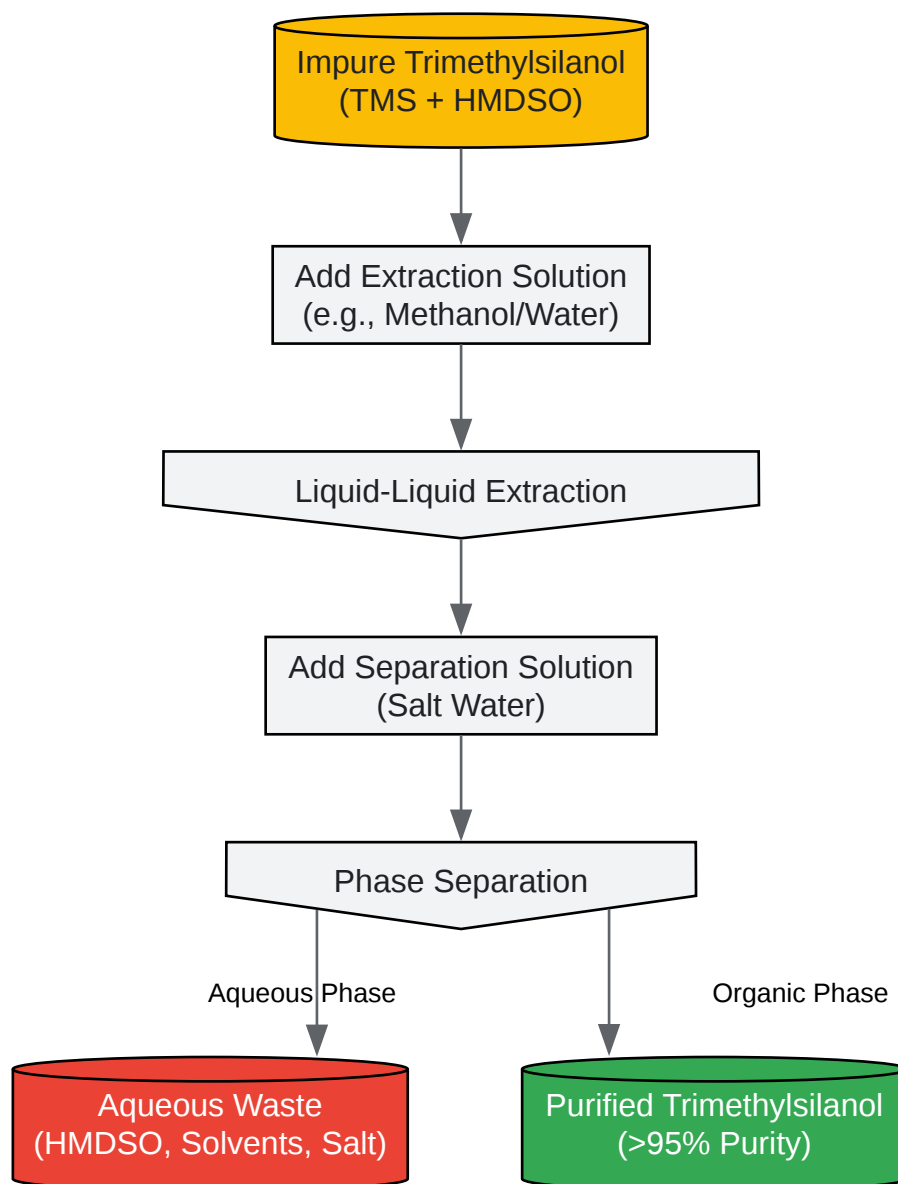 Impure Trimethylsilanol
(TMS + HMDSO)
Add Extraction Solution
(e.g., Methanol/Water)
Liquid-Liquid Extraction
Add Separation Solution
(Salt Water)
Phase Separation
Aqueous Phase
Organic Phase
Aqueous Waste
(HMDSO, Solvents, Salt)
Purified Trimethylsilanol
(>95% Purity)